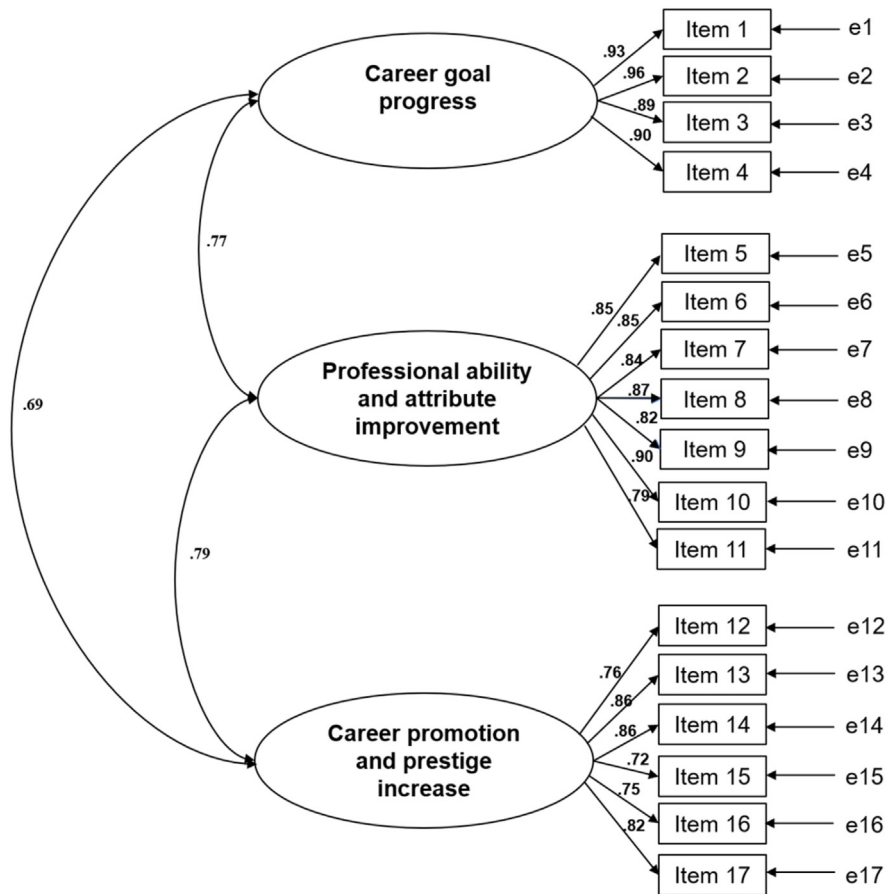 Career goal
progress
.93
.96
.89
.90
Item 1
e1
Item 2
e2
Item 3
e3
Item 4
e4
.77
.69
.79
Professional ability
and attribute
improvement
.85
.85
.84
.87
.82
.90
.79
Item 5
e5
Item 6
e6
Item 7
e7
Item 8
e8
Item 9
e9
Item 10
e10
Item 11
e11
Career promotion
and prestige
increase
.76
.86
.86
.72
.75
.82
Item 12
e12
Item 13
e13
Item 14
e14
Item 15
e15
Item 16
e16
Item 17
e17